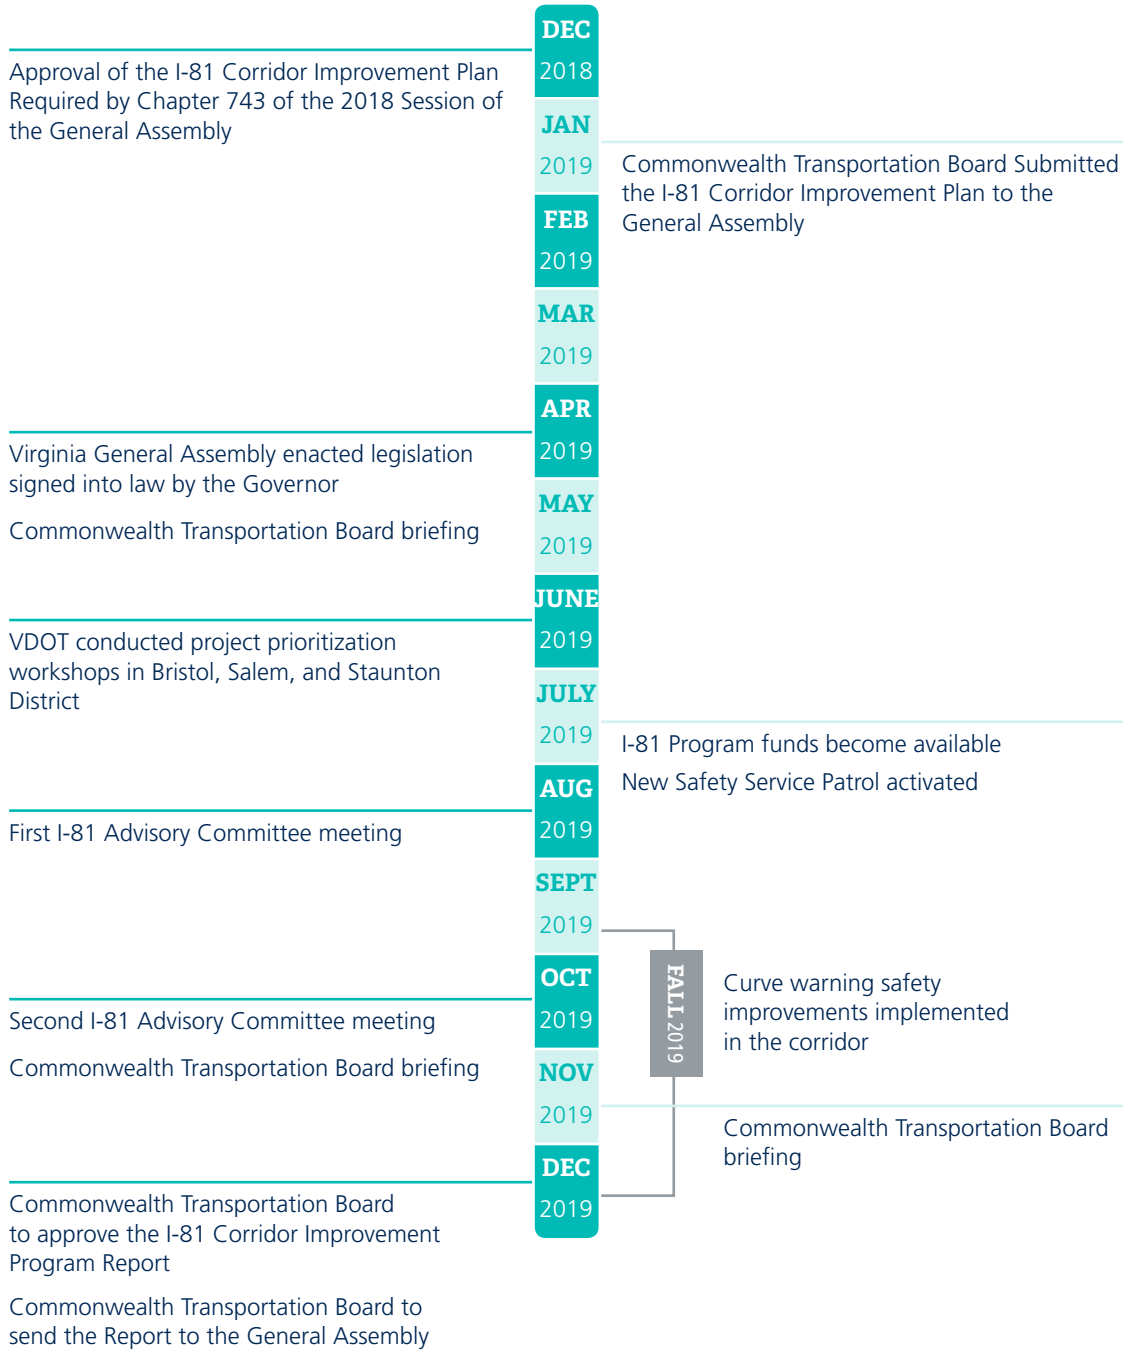 DEC
2018
Approval of the I-81 Corridor Improvement Plan
Required by Chapter 743 of the 2018 Session of
the General Assembly
JAN
2019
Commonwealth Transportation Board Submitted
the I-81 Corridor Improvement Plan to the
General Assembly
FEB
2019
MAR
2019
APR
2019
Virginia General Assembly enacted legislation
signed into law by the Governor
Commonwealth Transportation Board briefing
MAY
2019
JUNE
2019
VDOT conducted project prioritization
workshops in Bristol, Salem, and Staunton
District
JULY
2019
I-81 Program funds become available
New Safety Service Patrol activated
AUG
2019
First I-81 Advisory Committee meeting
SEPT
2019
FALL 2019
Curve warning safety
improvements implemented
in the corridor
OCT
2019
Second I-81 Advisory Committee meeting
Commonwealth Transportation Board briefing
NOV
2019
Commonwealth Transportation Board
briefing
DEC
2019
Commonwealth Transportation Board
to approve the I-81 Corridor Improvement
Program Report
Commonwealth Transportation Board to
send the Report to the General Assembly